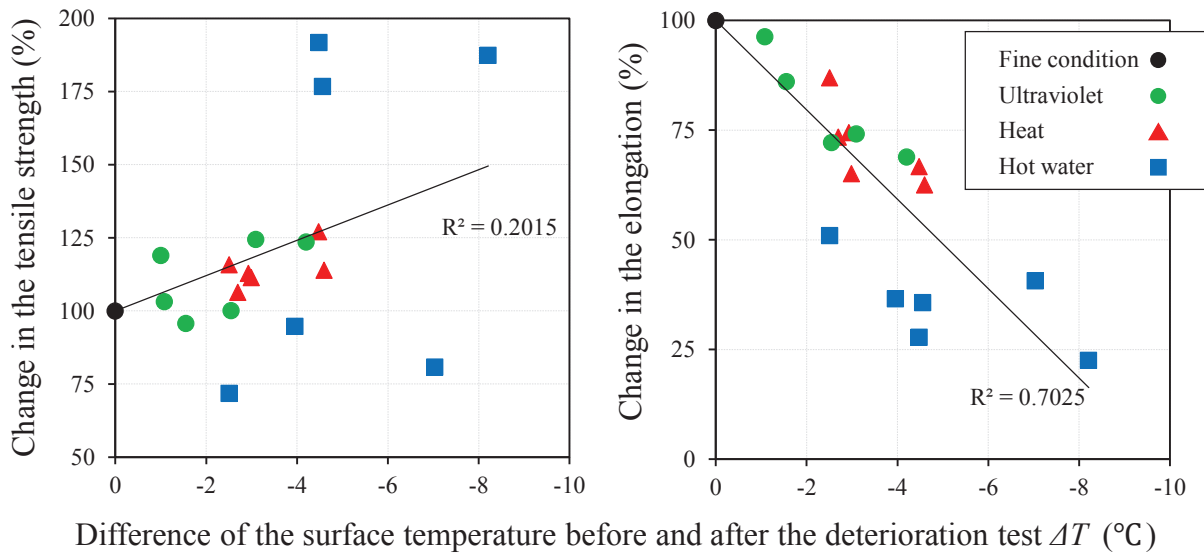 Change in the tensile strength (%)
200
175
150
125
100
75
50
0
-2
-4
-6
-8
-10
R² = 0.2015
Change in the elongation (%)
100
75
50
25
0
0
-2
-4
-6
-8
-10
Fine condition
Ultraviolet
Heat
Hot water
R² = 0.7025
Difference of the surface temperature before and after the deterioration test ΔT (℃)